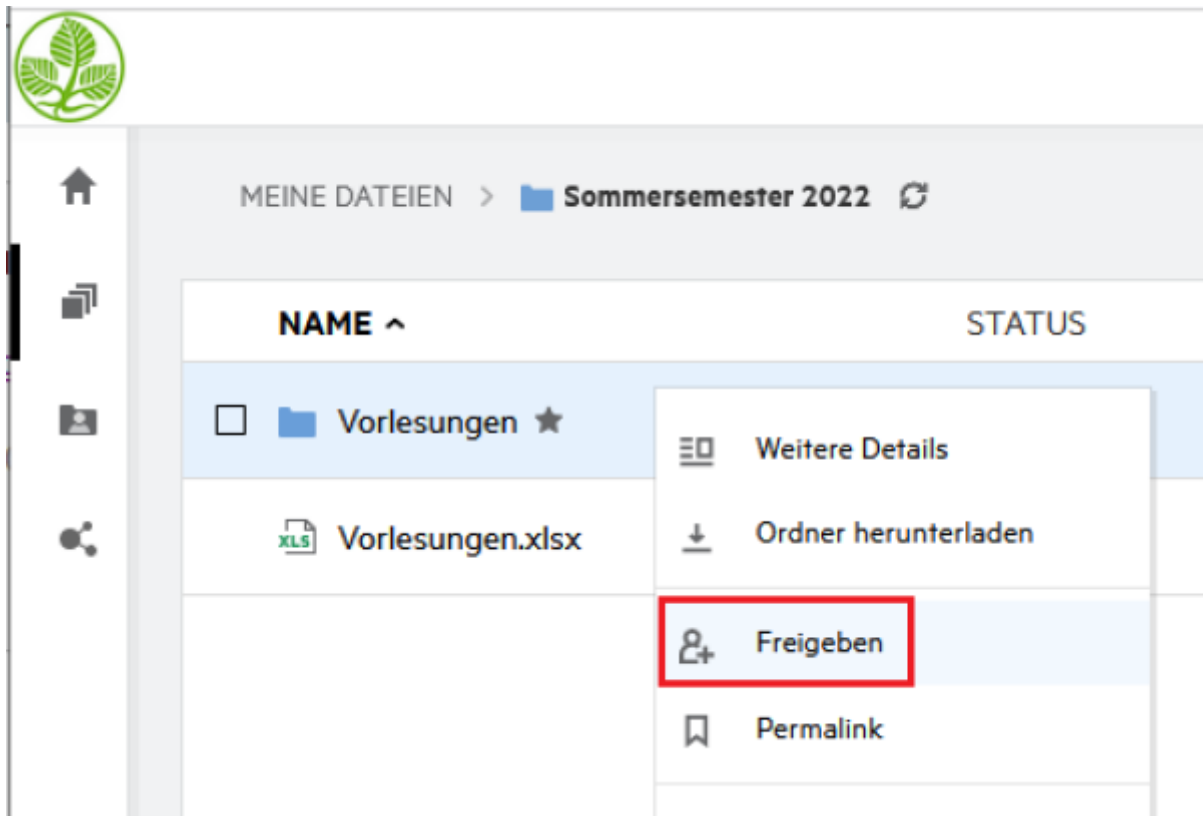 MEINE DATEIEN > Sommersemester 2022
NAME STATUS
Vorlesungen
Weitere Details
Ordner herunterladen
XLS Vorlesungen.xlsx
Freigeben
Permalink